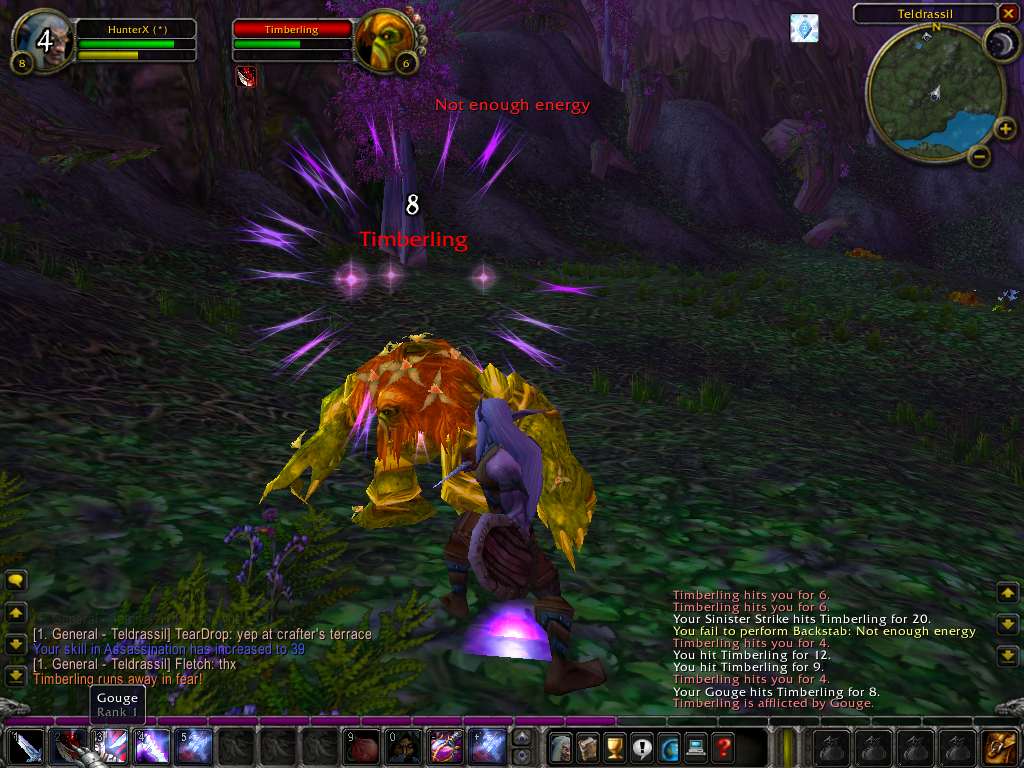 HunterX (*)
4
8
Timberling
6
Teldrassil
N
Not enough energy
8
Timberling
Timberling hits you for 6.
Timberling hits you for 6.
Your Sinister Strike hits Timberling for 20.
You fail to perform Backstab: Not enough energy
Timberling hits you for 4.
You hit Timberling for 12.
You hit Timberling for 9.
Timberling hits you for 4.
Your Gouge hits Timberling for 8.
Timberling is afflicted by Gouge.
[1. General - Teldrassil] TearDrop: yep at crafter's terrace
Your skill in Assassination has increased to 39
[1. General - Teldrassil] Fletch: thx
Timberling runs away in fear!
Gouge
Rank 1
1 2 3 4 5 9 0 - +